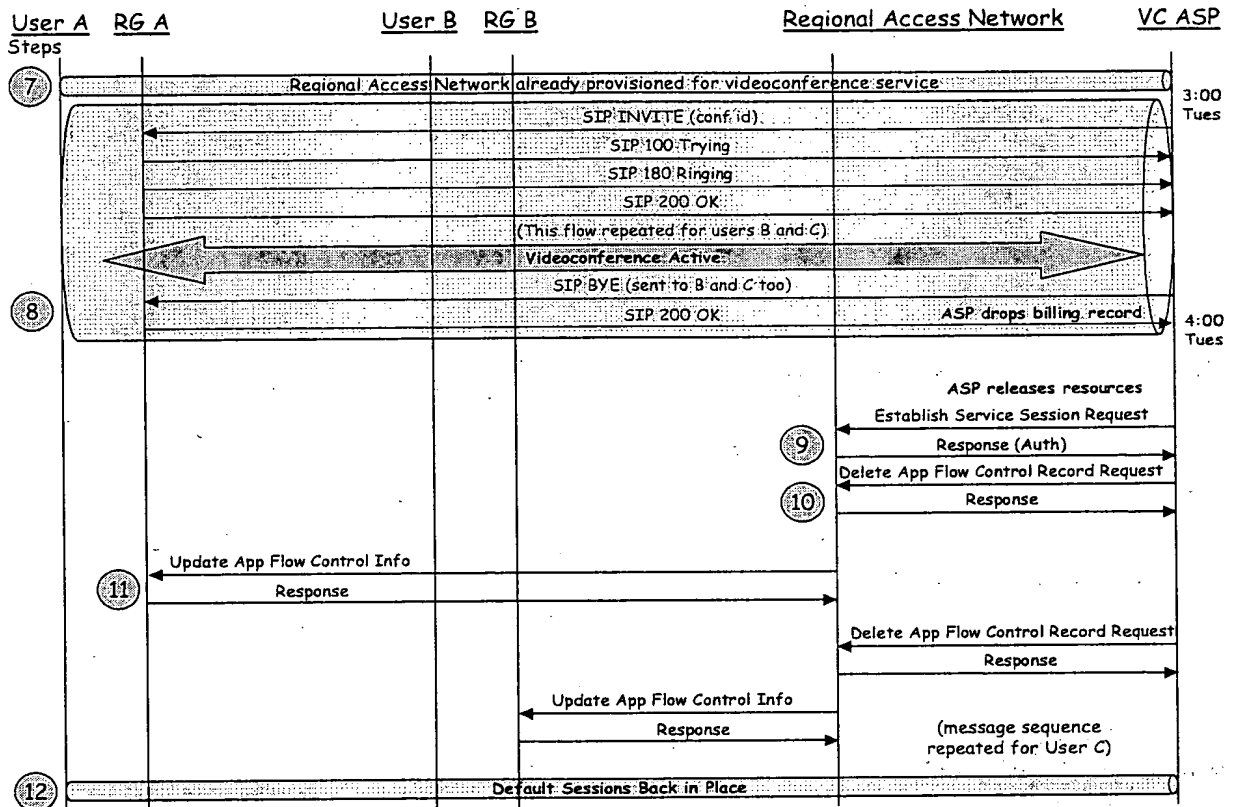 User A RG A User B RG B Regional Access Network VC ASP
Steps
7 Regional Access Network already provisioned for videoconference service
3:00
Tues
SIP INVITE (conf id)
SIP 100 Trying
SIP 180 Ringing
SIP 200 OK
(This flow repeated for users B and C)
Videoconference Active
SIP BYE (sent to B and C too)
8 SIP 200 OK ASP drops billing record
4:00
Tues
ASP releases resources
Establish Service Session Request
9 Response (Auth)
Delete App Flow Control Record Request
10 Response
Update App Flow Control Info
11 Response
Delete App Flow Control Record Request
Response
Update App Flow Control Info
Response
(message sequence
repeated for User C)
12 Default Sessions Back in Place